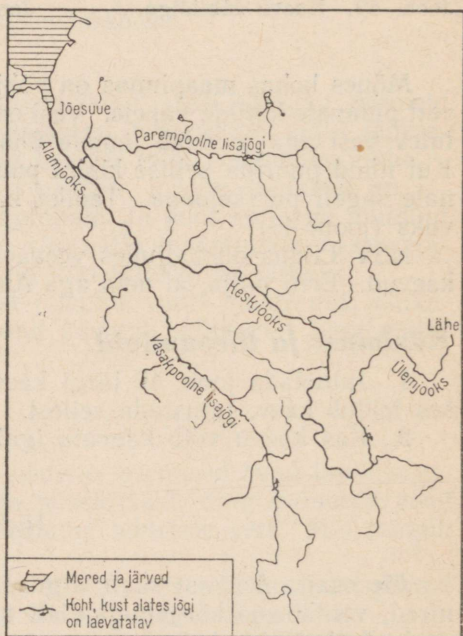 Jõesuue
Parempoolne lisajõgi
Alamjooks
Keskjooks
Lähe
Ülemjooks
Vasakpoolne lisajõgi
Mered ja järved
Koht, kust alates jõgi
on laevatatav